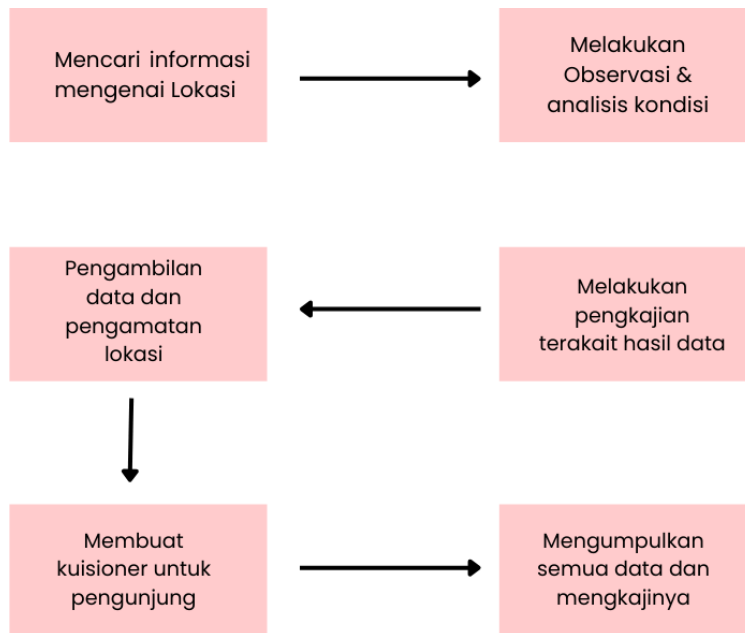 Mencari informasi
mengenai Lokasi
Melakukan
Observasi &
analisis kondisi
Pengambilan
data dan
pengamatan
lokasi
Melakukan
pengkajian
terakait hasil data
Membuat
kuisioner untuk
pengunjung
Mengumpulkan
semua data dan
mengkajinya